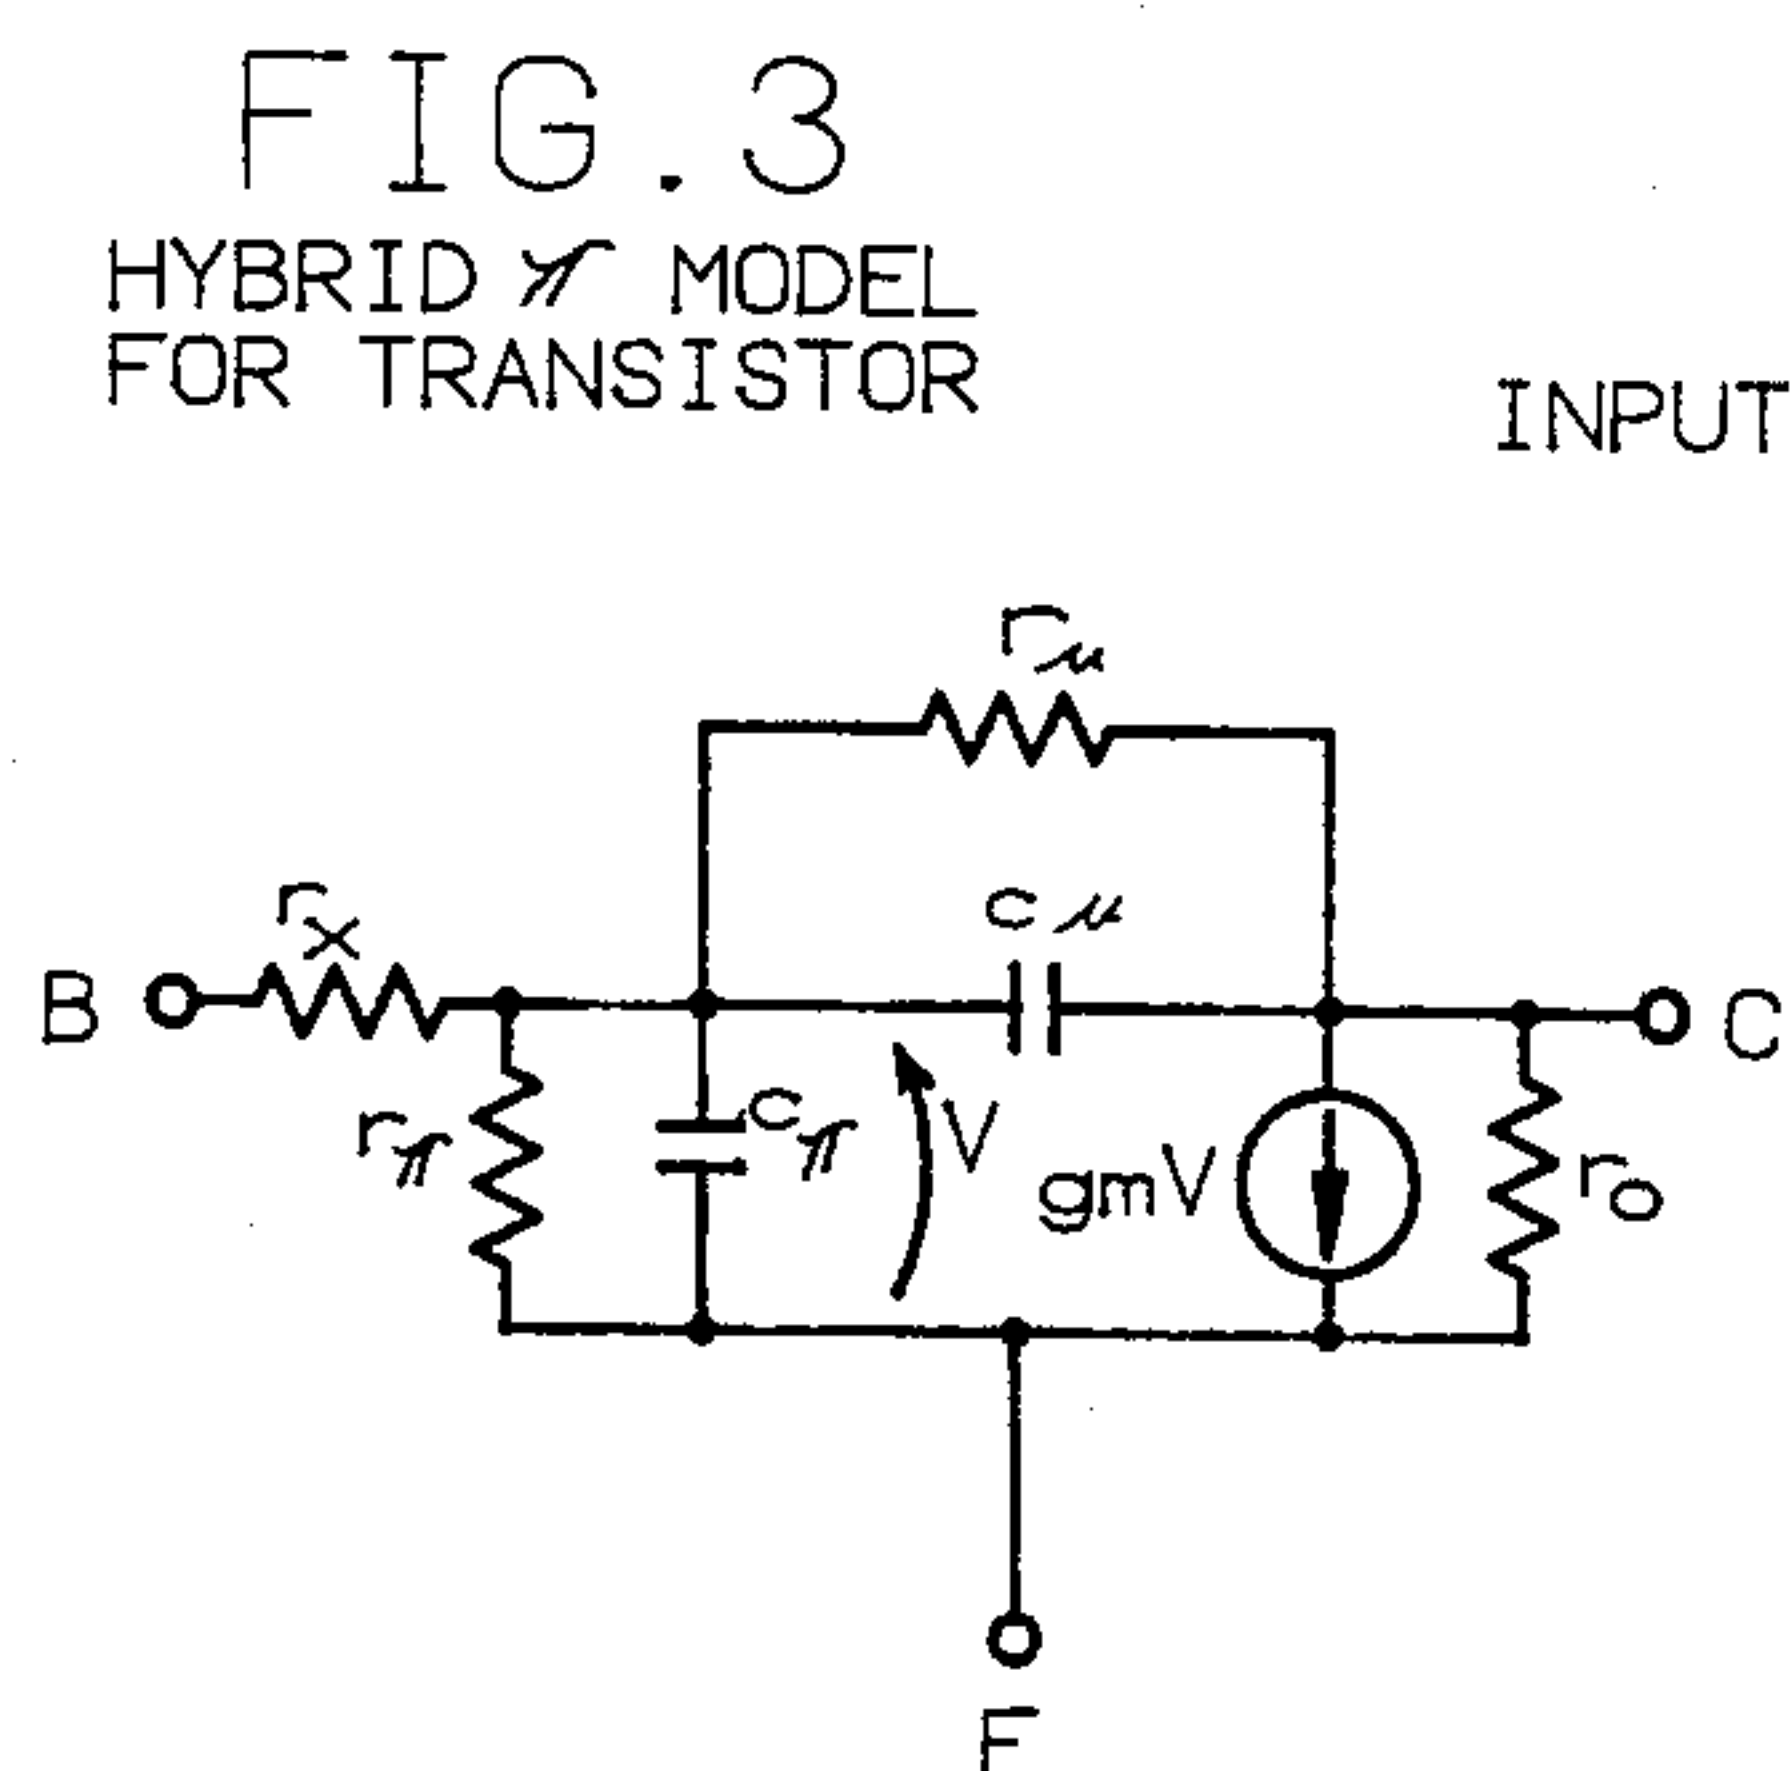 FIG.3
HYBRID π MODEL
FOR TRANSISTOR
INPUT
rμ
cμ
rx
B
C
rπ
cπ
V
gmV
ro